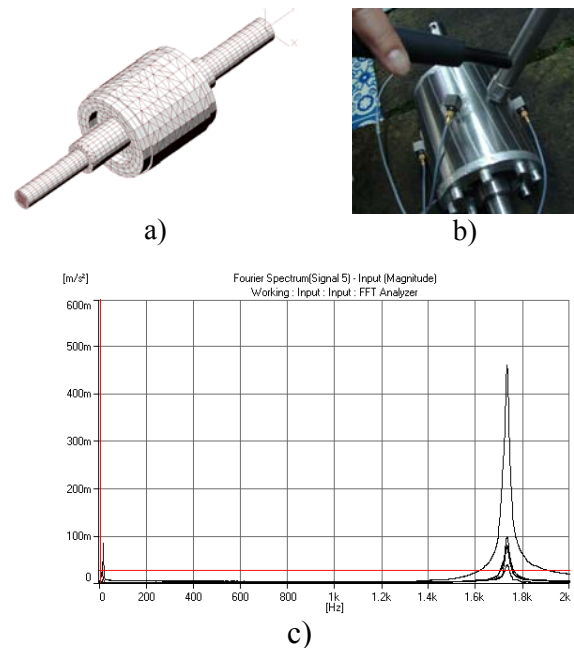 X
a)
b)
[m/s²]
Fourier Spectrum(Signal 5) - Input (Magnitude)
Working : Input : Input : FFT Analyzer
600m
500m
400m
300m
200m
100m
0
0 200 400 600 800 1k 1.2k 1.4k 1.6k 1.8k 2k
[Hz]
c)